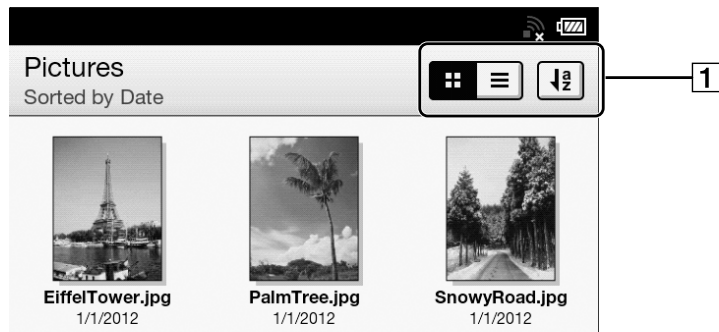 Pictures
Sorted by Date
a
z
1
EiffelTower.jpg
PalmTree.jpg
SnowyRoad.jpg
1/1/2012
1/1/2012
1/1/2012